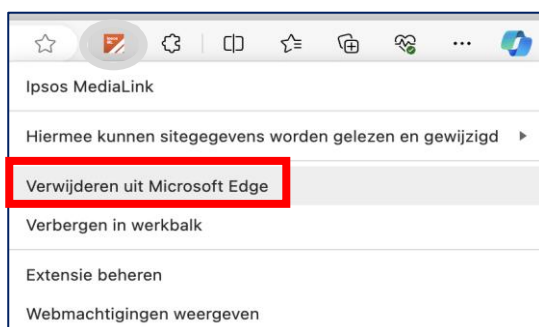 Ipsos MediaLink
Hiermee kunnen sitegegevens worden gelezen en gewijzigd
Verwijderen uit Microsoft Edge
Verbergen in werkbalk
Extensie beheren
Webmachtigingen weergeven